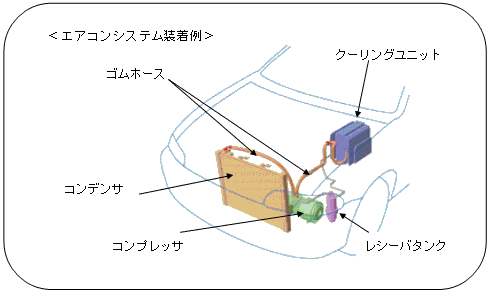 ＜エアコンシステム装着例＞
クーリングユニット
ゴムホース
コンデンサ
コンプレッサ
レシーバタンク